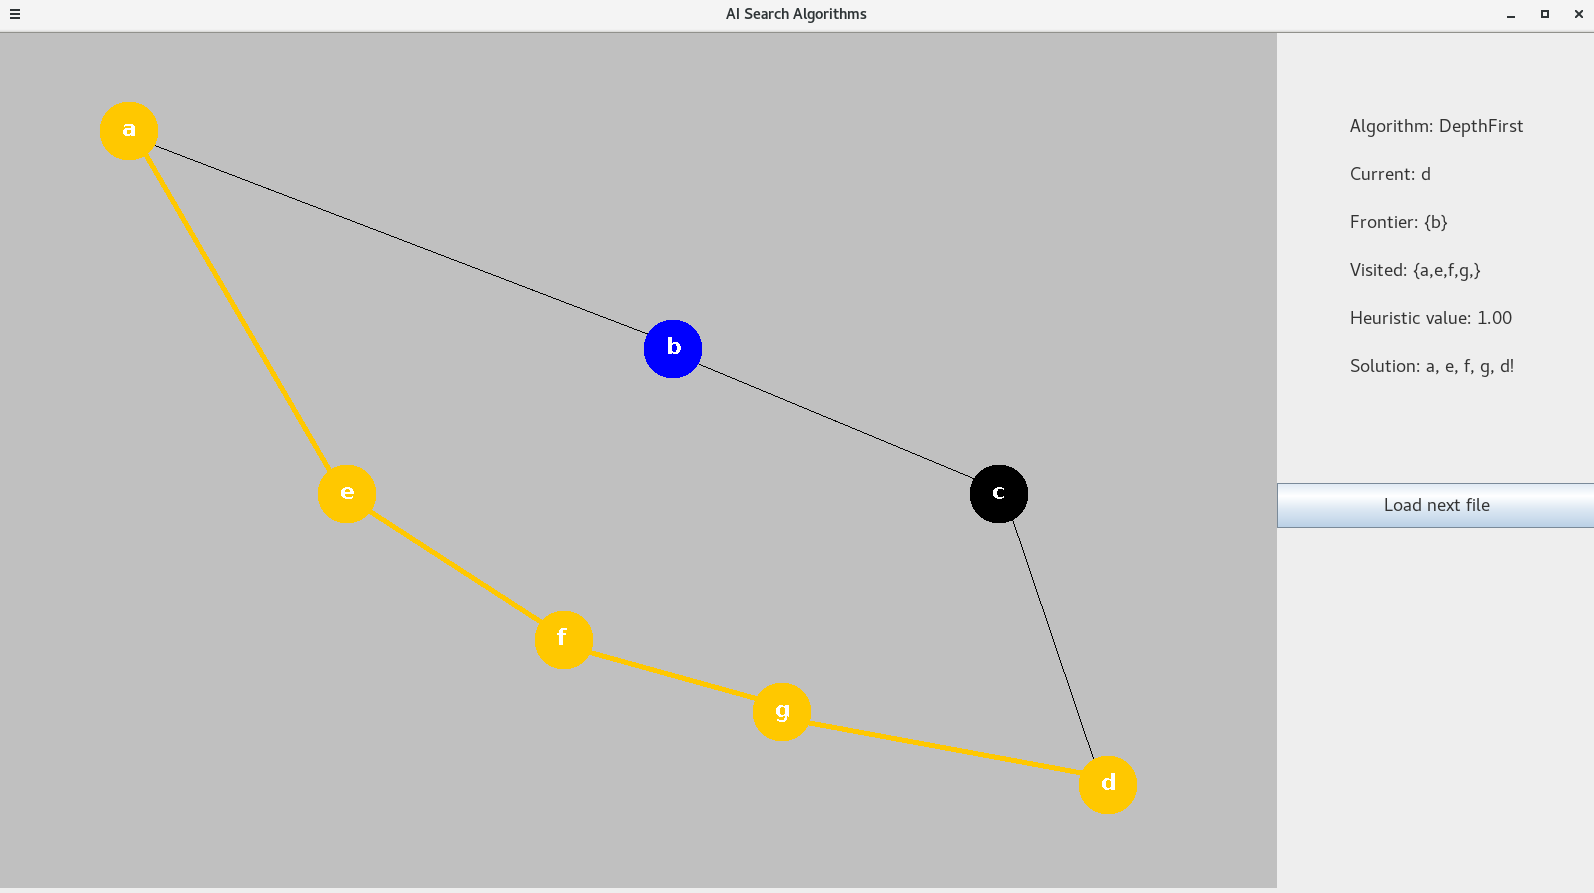 AI Search Algorithms
a
b
c
e
f
g
d
Algorithm: DepthFirst
Current: d
Frontier: {b}
Visited: {a,e,f,g,}
Heuristic value: 1.00
Solution: a, e, f, g, d!
Load next file